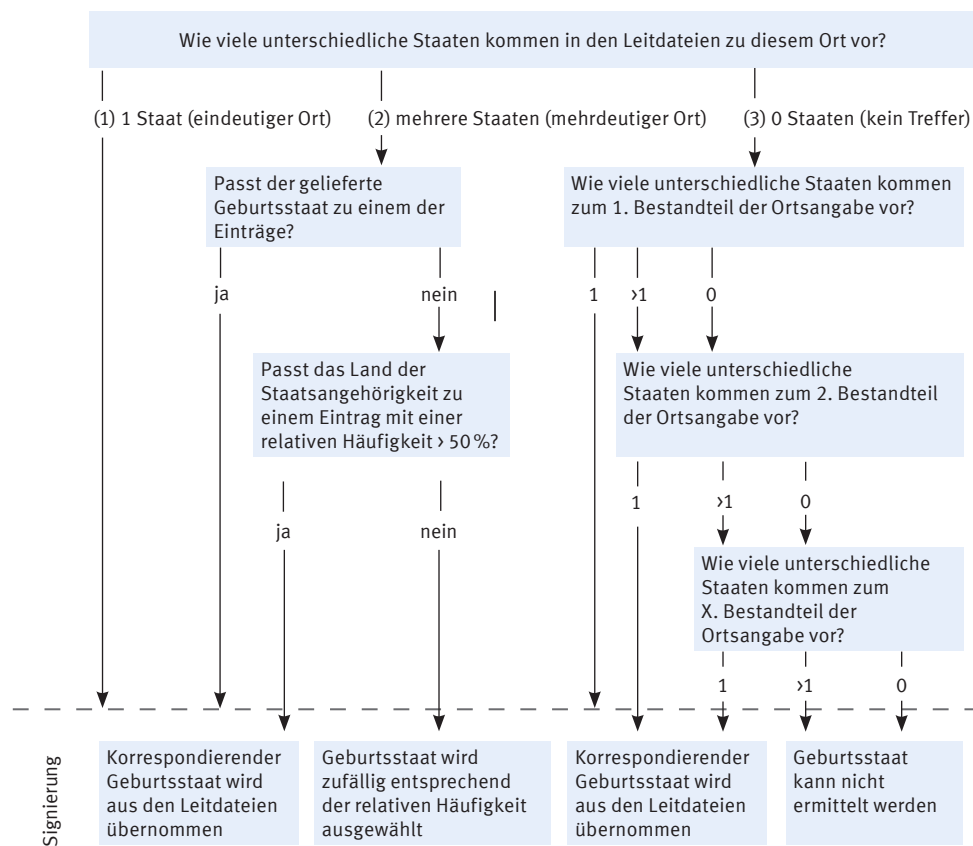 Wie viele unterschiedliche Staaten kommen in den Leitdateien zu diesem Ort vor?
(1) 1 Staat (eindeutiger Ort)
(2) mehrere Staaten (mehrdeutiger Ort)
(3) 0 Staaten (kein Treffer)
Passt der gelieferte
Geburtsstaat zu einem der
Einträge?
Wie viele unterschiedliche Staaten kommen
zum 1. Bestandteil der Ortsangabe vor?
ja
nein
1
>1
0
Passt das Land der
Staatsangehörigkeit zu
einem Eintrag mit einer
relativen Häufigkeit > 50 %?
Wie viele unterschiedliche
Staaten kommen zum 2. Bestandteil
der Ortsangabe vor?
ja
nein
1
>1
0
Wie viele unterschiedliche
Staaten kommen zum
X. Bestandteil der
Ortsangabe vor?
1
>1
0
Signierung
Korrespondierender
Geburtsstaat wird
aus den Leitdateien
übernommen
Geburtsstaat wird
zufällig entsprechend
der relativen Häufigkeit
ausgewählt
Korrespondierender
Geburtsstaat wird
aus den Leitdateien
übernommen
Geburtsstaat
kann nicht
ermittelt werden